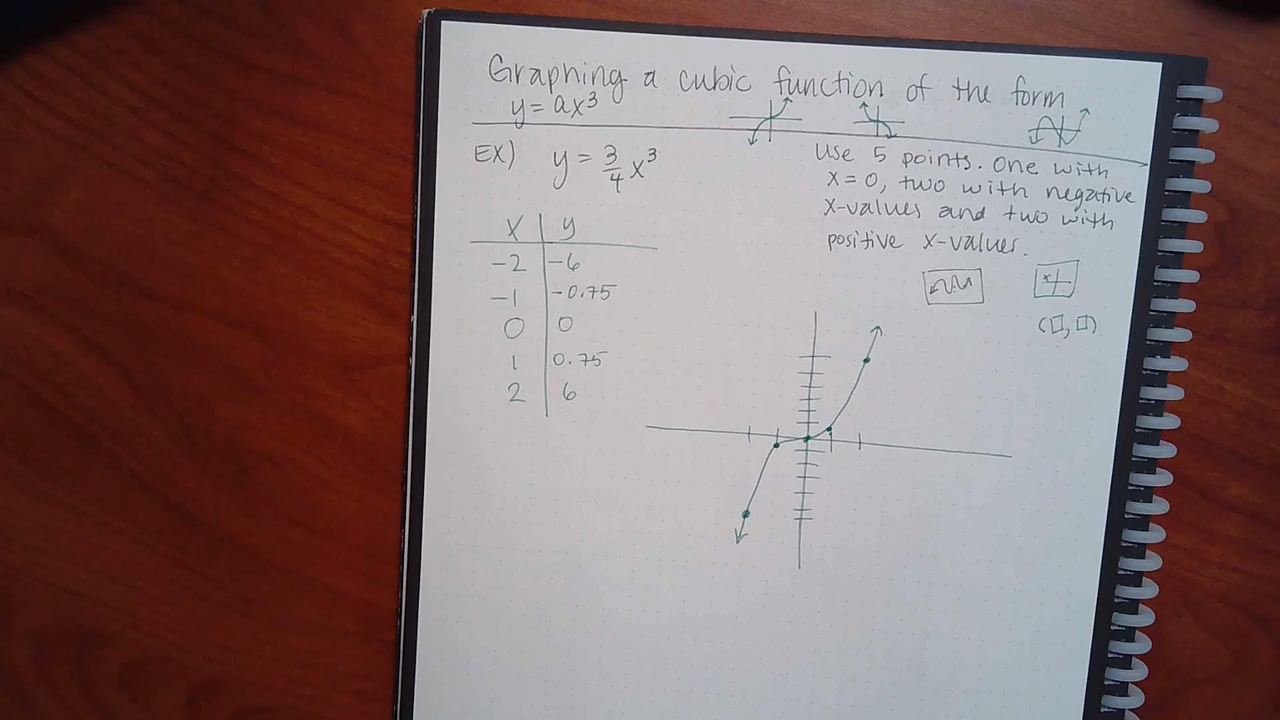 Graphing a cubic function of the form
y = ax³
EX) y = 3/4 x³
Use 5 points. One with
x = 0, two with negative
x-values and two with
positive x-values.
x y
-2 -6
-1 -0.75
0 0
1 0.75
2 6
(□, □)